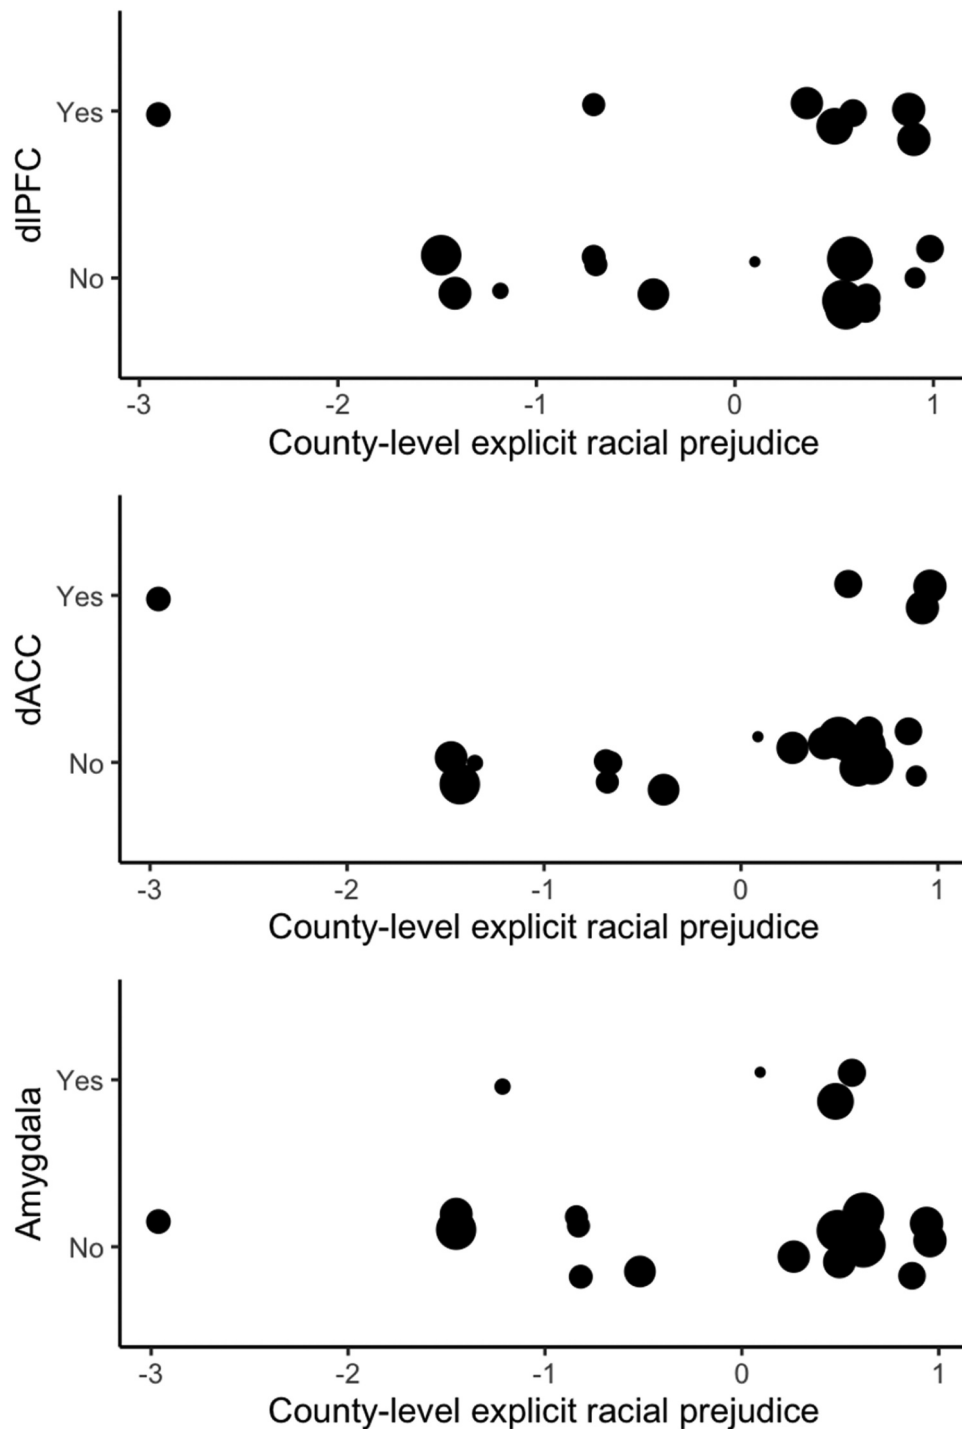 Yes
No
dlPFC
-3 -2 -1 0 1
County-level explicit racial prejudice
Yes
No
dACC
-3 -2 -1 0 1
County-level explicit racial prejudice
Yes
No
Amygdala
-3 -2 -1 0 1
County-level explicit racial prejudice